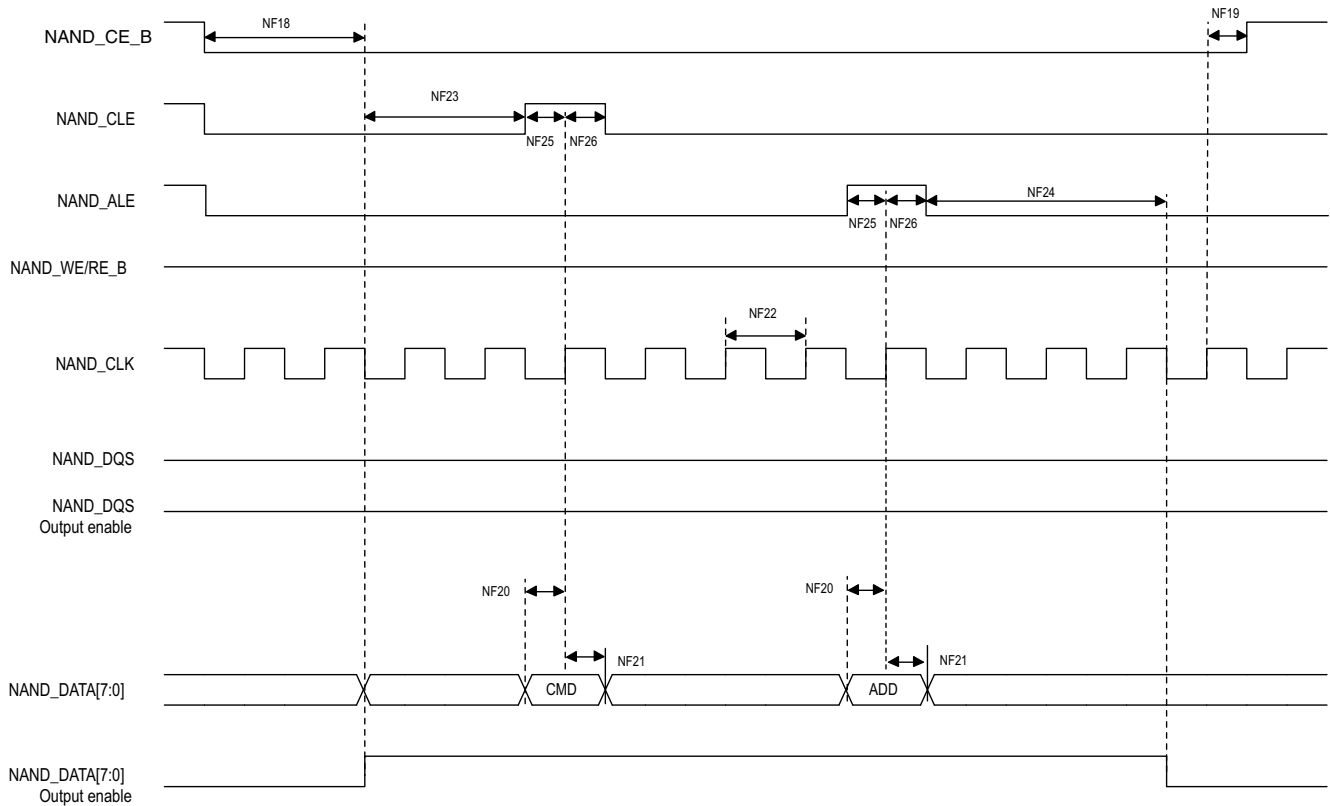 NF18
NF19
NAND_CE_B
NF23
NAND_CLE
NF25 NF26
NAND_ALE
NF24
NF25 NF26
NAND_WE/RE_B
NF22
NAND_CLK
NAND_DQS
NAND_DQS
Output enable
NF20
NF20
NF21
NF21
NAND_DATA[7:0]
CMD
ADD
NAND_DATA[7:0]
Output enable